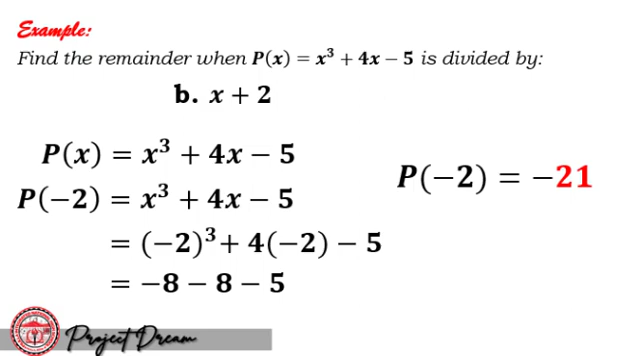 Example:
Find the remainder when P(x) = x³ + 4x − 5 is divided by:
b. x + 2
P(x) = x³ + 4x − 5
P(−2) = x³ + 4x − 5
= (−2)³ + 4(−2) − 5
= −8 − 8 − 5
P(−2) = −21
Project Dream